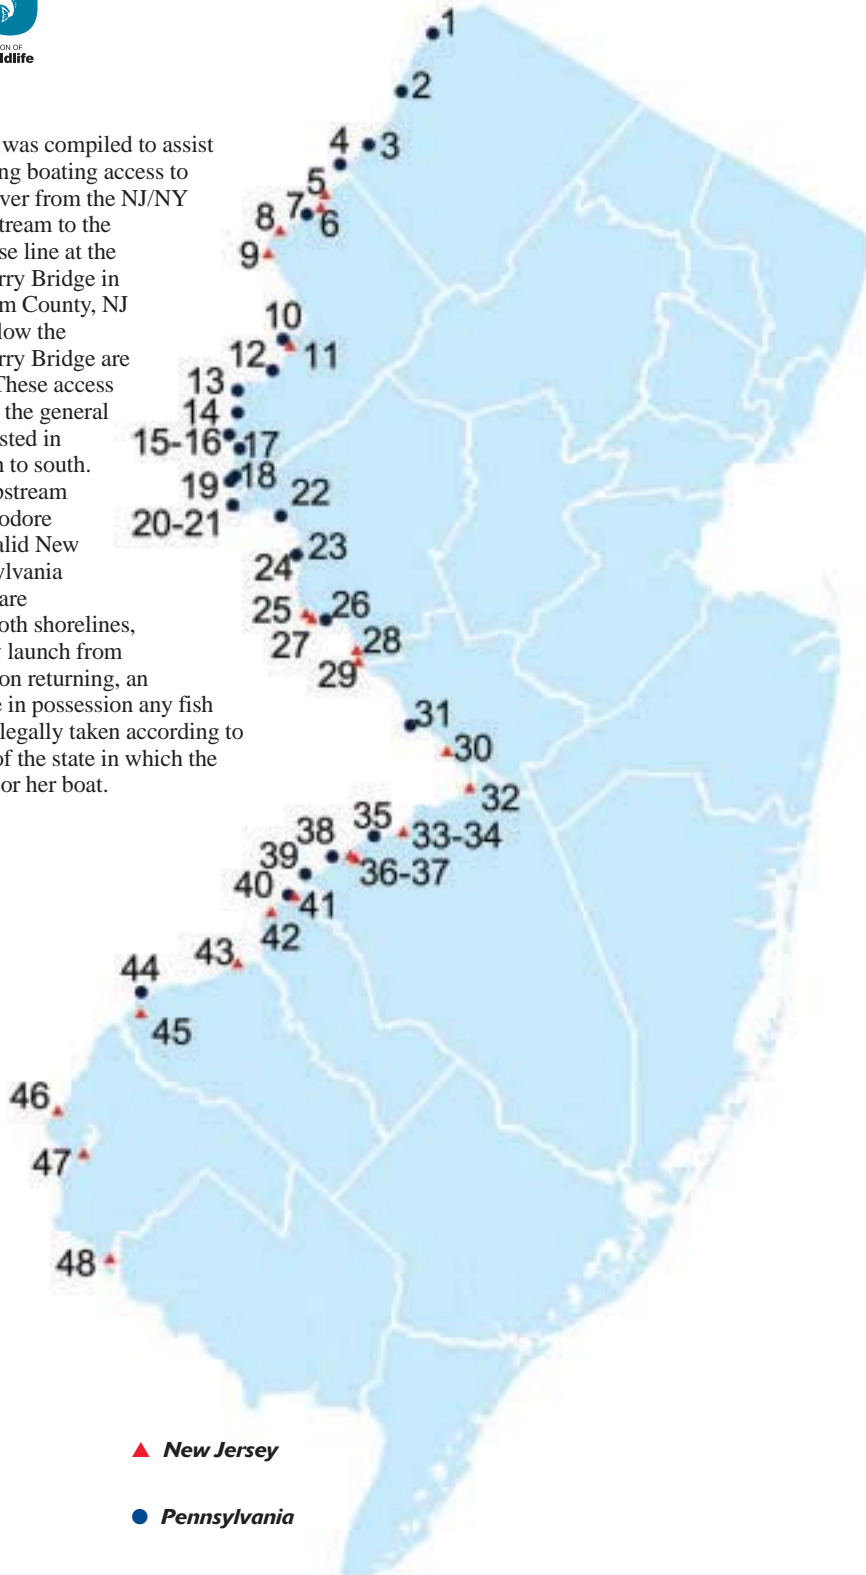 ON OF
dlife
was compiled to assist
ng boating access to
ver from the NJ/NY
tream to the
se line at the
rry Bridge in
m County, NJ
low the
rry Bridge are
These access
the general
sted in
n to south.
pstream
odore
alid New
ylvania
are
oth shorelines,
launch from
on returning, an
e in possession any fish
legally taken according to
of the state in which the
or her boat.
1
2
3
4
5
6
7
8
9
10
11
12
13
14
15-16
17
18
19
20-21
22
23
24
25
26
27
28
29
31
30
32
33-34
35
36-37
38
39
40
41
42
43
44
45
46
47
48
New Jersey
Pennsylvania